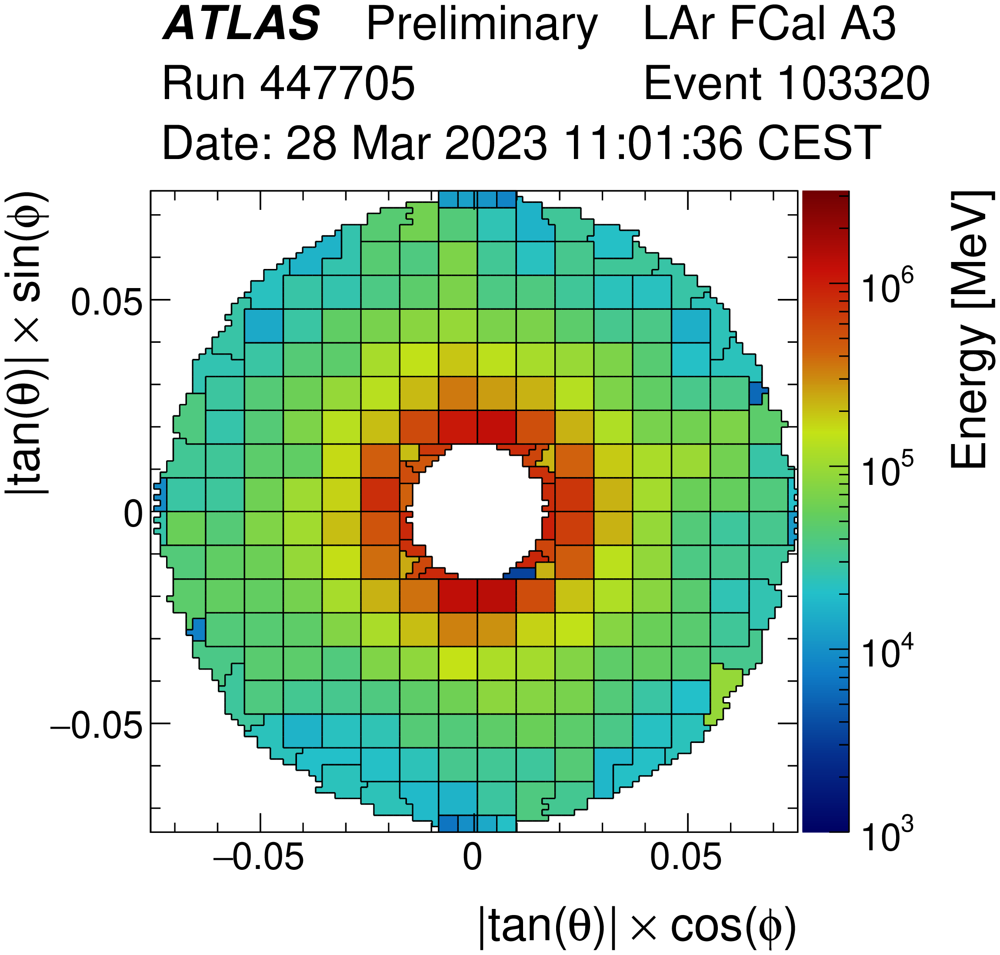 ATLAS Preliminary LAr FCal A3
Run 447705 Event 103320
Date: 28 Mar 2023 11:01:36 CEST
|tan(θ)| × sin(ϕ)
0.05
0
−0.05
−0.05 0 0.05
|tan(θ)| × cos(ϕ)
10⁶
10⁵
10⁴
10³
Energy [MeV]